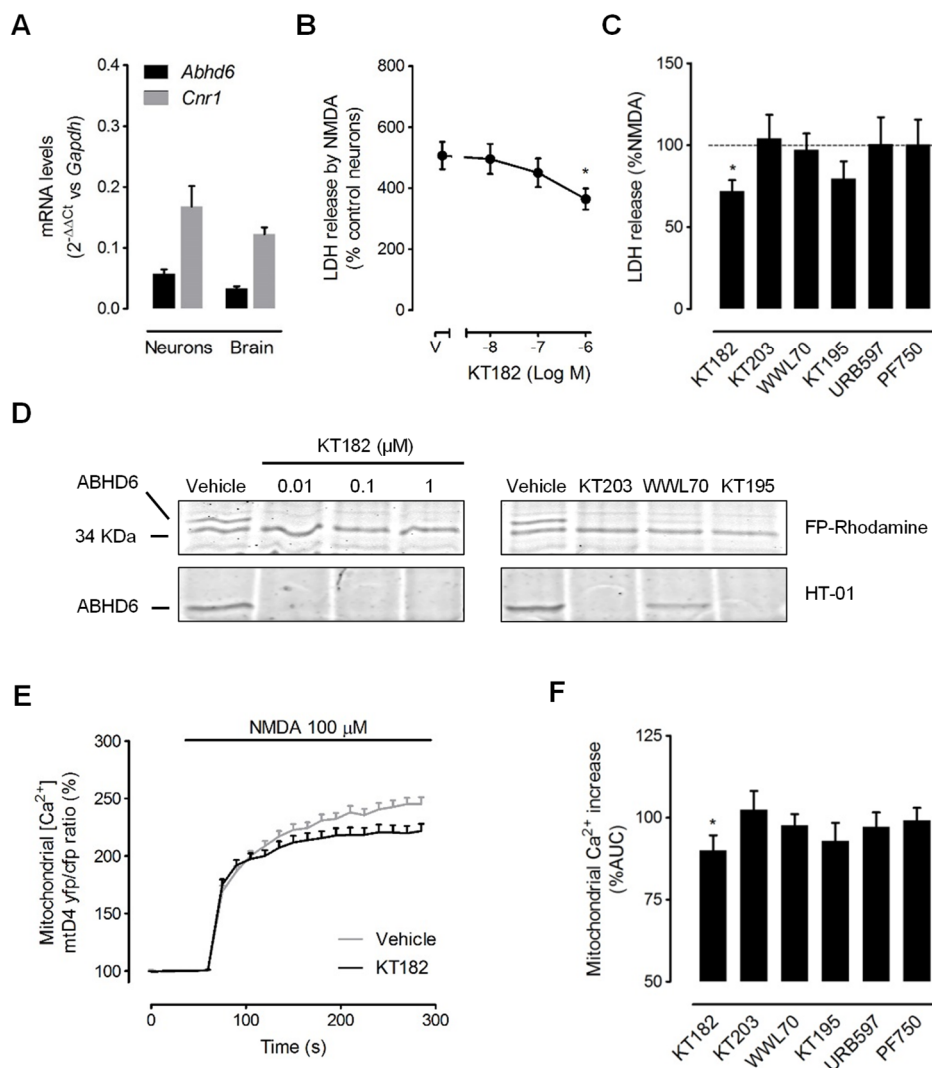 A
mRNA levels
(2-ΔΔCt vs Gapdh)
0.4
0.3
0.2
0.1
0.0
Abhd6
Cnr1
Neurons Brain
B
LDH release by NMDA
(% control neurons)
800
600
400
200
0
*
V -8 -7 -6
KT182 (Log M)
C
LDH release (%NMDA)
150
100
50
0
*
KT182
KT203
WWL70
KT195
URB597
PF750
D
KT182 (µM)
Vehicle 0.01 0.1 1
Vehicle KT203 WWL70 KT195
ABHD6
34 KDa
FP-Rhodamine
ABHD6
HT-01
E
NMDA 100 µM
Mitochondrial [Ca2+]
mtD4 yfp/cfp ratio (%)
300
250
200
150
100
Vehicle
KT182
0 100 200 300
Time (s)
F
Mitochondrial Ca2+ increase
(%AUC)
125
100
75
50
*
KT182
KT203
WWL70
KT195
URB597
PF750